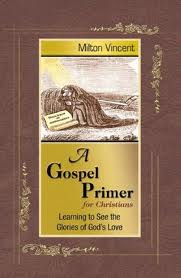 Milton Vincent
A
Gospel
Primer
for Christians
Learning to See the
Glories of God's Love